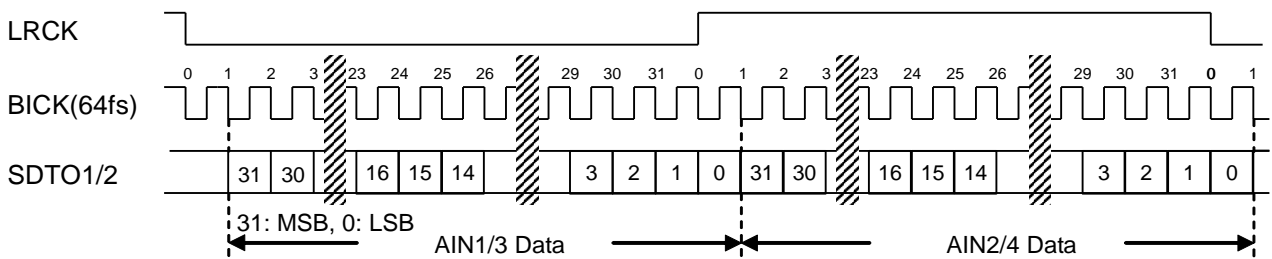 LRCK
0 1 2 3 23 24 25 26 29 30 31 0 1 2 3 23 24 25 26 29 30 31 0 1
BICK(64fs)
SDTO1/2 31 30 16 15 14 3 2 1 0 31 30 16 15 14 3 2 1 0
31: MSB, 0: LSB
AIN1/3 Data AIN2/4 Data